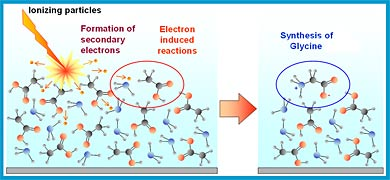 Ionizing particles
Formation of
secondary
electrons
Electron
induced
reactions
Synthesis of
Glycine